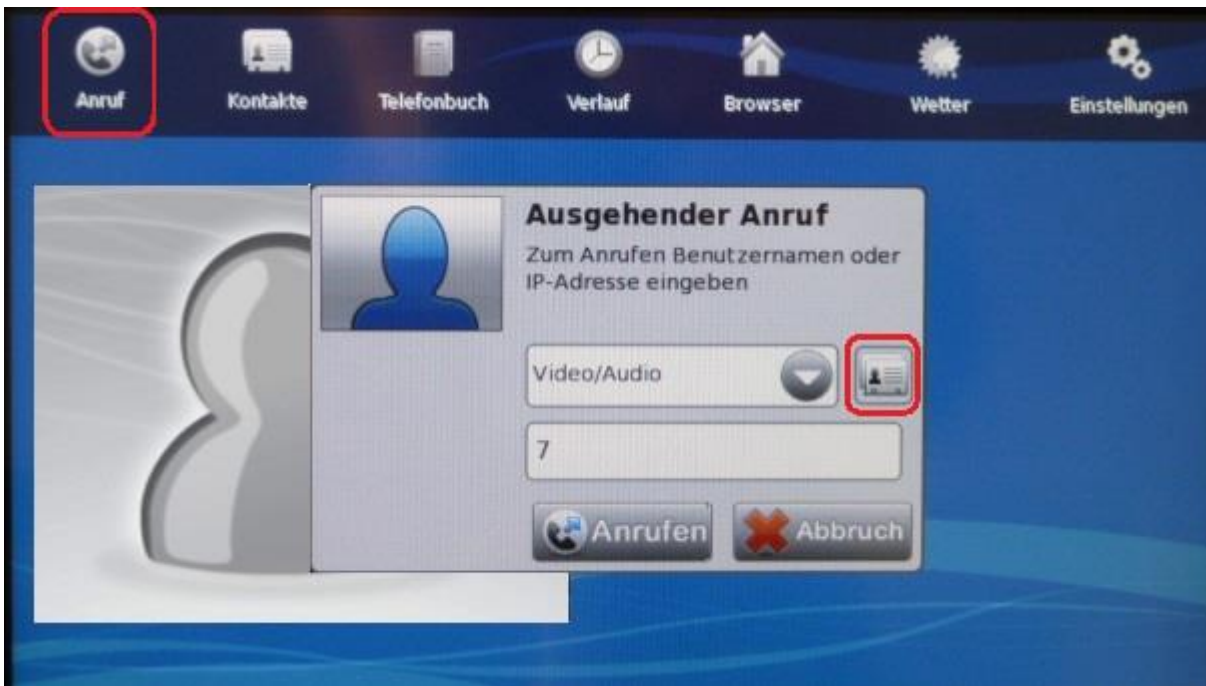 Anruf
Kontakte
Telefonbuch
Verlauf
Browser
Wetter
Einstellungen
Ausgehender Anruf
Zum Anrufen Benutzernamen oder
IP-Adresse eingeben
Video/Audio
7
Anrufen
Abbruch